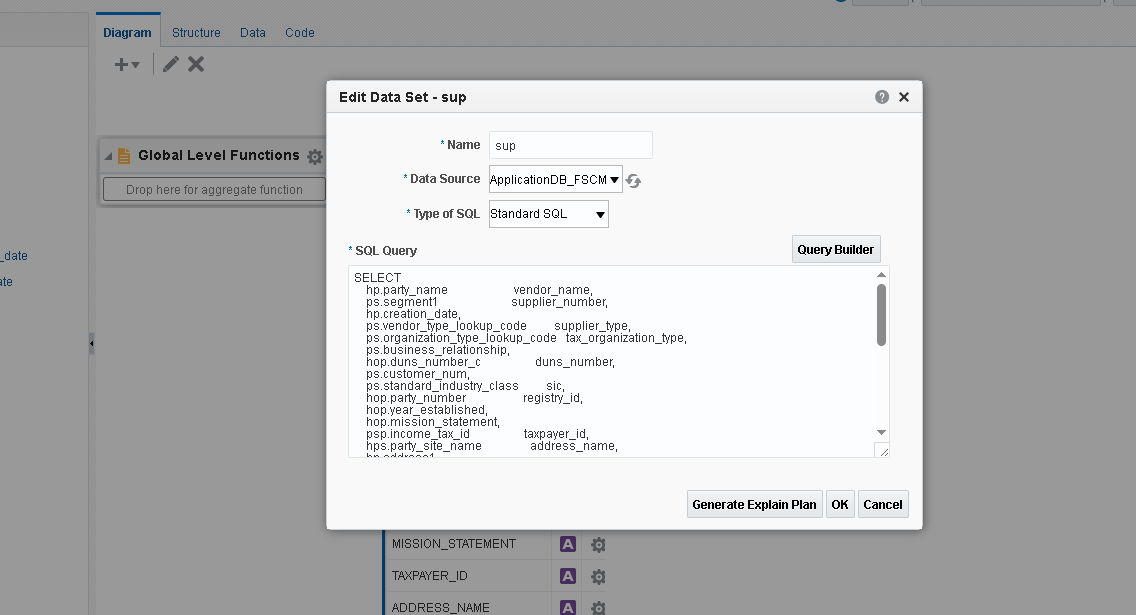 Diagram Structure Data Code
Edit Data Set - sup
* Name sup
* Data Source ApplicationDB_FSCM
* Type of SQL Standard SQL
Global Level Functions
Drop here for aggregate function
* SQL Query Query Builder
_date
SELECT
hp.party_name vendor_name,
ps.segment1 supplier_number,
hp.creation_date,
ps.vendor_type_lookup_code supplier_type,
ps.organization_type_lookup_code tax_organization_type,
ps.business_relationship,
hop.duns_number_c duns_number,
ps.customer_num,
ps.standard_industry_class sic,
hop.party_number registry_id,
hop.year_established,
hop.mission_statement,
psp.income_tax_id taxpayer_id,
hps.party_site_name address_name,
hp.address1
ate
Generate Explain Plan OK Cancel
MISSION_STATEMENT A
TAXPAYER_ID A
ADDRESS_NAME A